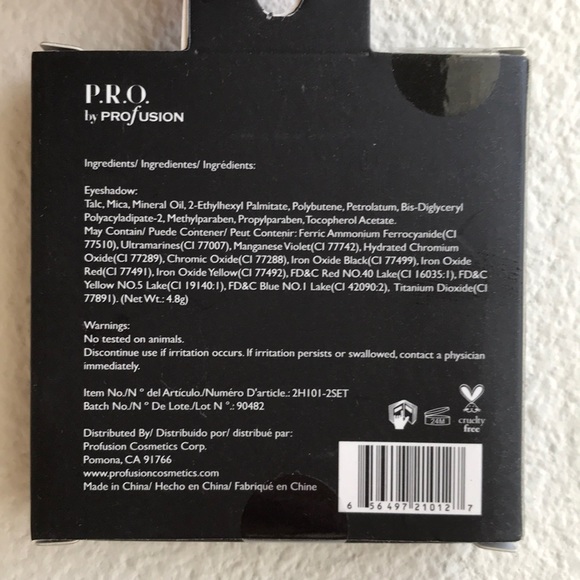 P.R.O.
by PROfUSION
Ingredients/ Ingredientes/ Ingrédients:
Eyeshadow:
Talc, Mica, Mineral Oil, 2-Ethylhexyl Palmitate, Polybutene, Petrolatum, Bis-Diglyceryl
Polyacyladipate-2, Methylparaben, Propylparaben, Tocopherol Acetate.
May Contain/ Puede Contener/ Peut Contenir: Ferric Ammonium Ferrocyanide(CI
77510), Ultramarines(CI 77007), Manganese Violet(CI 77742), Hydrated Chromium
Oxide(CI 77289), Chromic Oxide(CI 77288), Iron Oxide Black(CI 77499), Iron Oxide
Red(CI 77491), Iron Oxide Yellow(CI 77492), FD&C Red NO.40 Lake(CI 16035:1), FD&C
Yellow NO.5 Lake(CI 19140:1), FD&C Blue NO.1 Lake(CI 42090:2), Titanium Dioxide(CI
77891). (Net Wt.: 4.8g)
Warnings:
No tested on animals.
Discontinue use if irritation occurs. If irritation persists or swallowed, contact a physician
immediately.
Item No./N º del Artículo./Numéro D'article.: 2H101-2SET
Batch No./N º De Lote./Lot N º.: 90482
24M
cruelty
free
Distributed By/ Distribuido por/ distribué par:
Profusion Cosmetics Corp.
Pomona, CA 91766
www.profusioncosmetics.com
Made in China/ Hecho en China/ Fabriqué en Chine
6 56497 21012 7